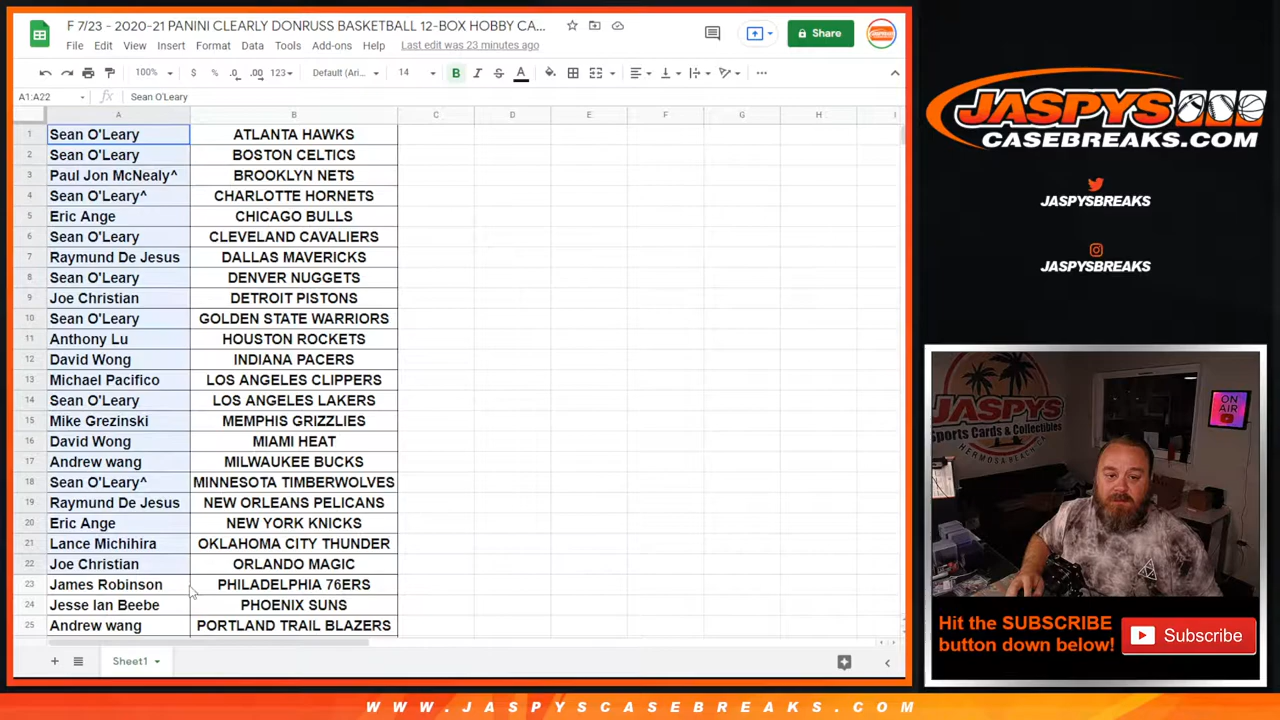 F 7/23 - 2020-21 PANINI CLEARLY DONRUSS BASKETBALL 12-BOX HOBBY CA...
File Edit View Insert Format Data Tools Add-ons Help Last edit was 23 minutes ago
Share
100% $ % .0 .00 123 Default (Ari... 14 B I S A
A1:A22 fx Sean O'Leary
A B C D E F G H I
1 Sean O'Leary ATLANTA HAWKS
2 Sean O'Leary BOSTON CELTICS
3 Paul Jon McNealy^ BROOKLYN NETS
4 Sean O'Leary^ CHARLOTTE HORNETS
5 Eric Ange CHICAGO BULLS
6 Sean O'Leary CLEVELAND CAVALIERS
7 Raymund De Jesus DALLAS MAVERICKS
8 Sean O'Leary DENVER NUGGETS
9 Joe Christian DETROIT PISTONS
10 Sean O'Leary GOLDEN STATE WARRIORS
11 Anthony Lu HOUSTON ROCKETS
12 David Wong INDIANA PACERS
13 Michael Pacifico LOS ANGELES CLIPPERS
14 Sean O'Leary LOS ANGELES LAKERS
15 Mike Grezinski MEMPHIS GRIZZLIES
16 David Wong MIAMI HEAT
17 Andrew wang MILWAUKEE BUCKS
18 Sean O'Leary^ MINNESOTA TIMBERWOLVES
19 Raymund De Jesus NEW ORLEANS PELICANS
20 Eric Ange NEW YORK KNICKS
21 Lance Michihira OKLAHOMA CITY THUNDER
22 Joe Christian ORLANDO MAGIC
23 James Robinson PHILADELPHIA 76ERS
24 Jesse Ian Beebe PHOENIX SUNS
25 Andrew wang PORTLAND TRAIL BLAZERS
Sheet1
JASPYS
CASEBREAKS.COM
JASPYSBREAKS
JASPYSBREAKS
JASPYS
Sports Cards & Collectibles
HERMOSA BEACH CA
ON
AIR
Hit the SUBSCRIBE
button down below!
Subscribe
WWW.JASPYSCASEBREAKS.COM